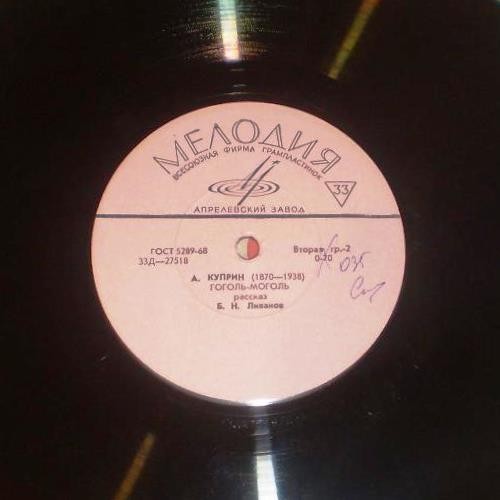 МЕЛОДИЯ
ВСЕСОЮЗНАЯ ФИРМА ГРАМПЛАСТИНОК
33
АПРЕЛЕВСКИЙ ЗАВОД
ГОСТ 5289-68
Вторая гр.-2
33Д—27518
0-20
035
А. КУПРИН (1870—1938)
ГОГОЛЬ-МОГОЛЬ
рассказ
Б. Н. Ливанов